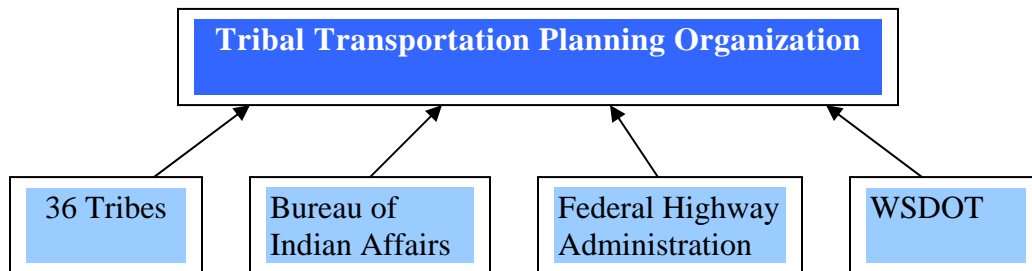 Tribal Transportation Planning Organization
36 Tribes
Bureau of
Indian Affairs
Federal Highway
Administration
WSDOT